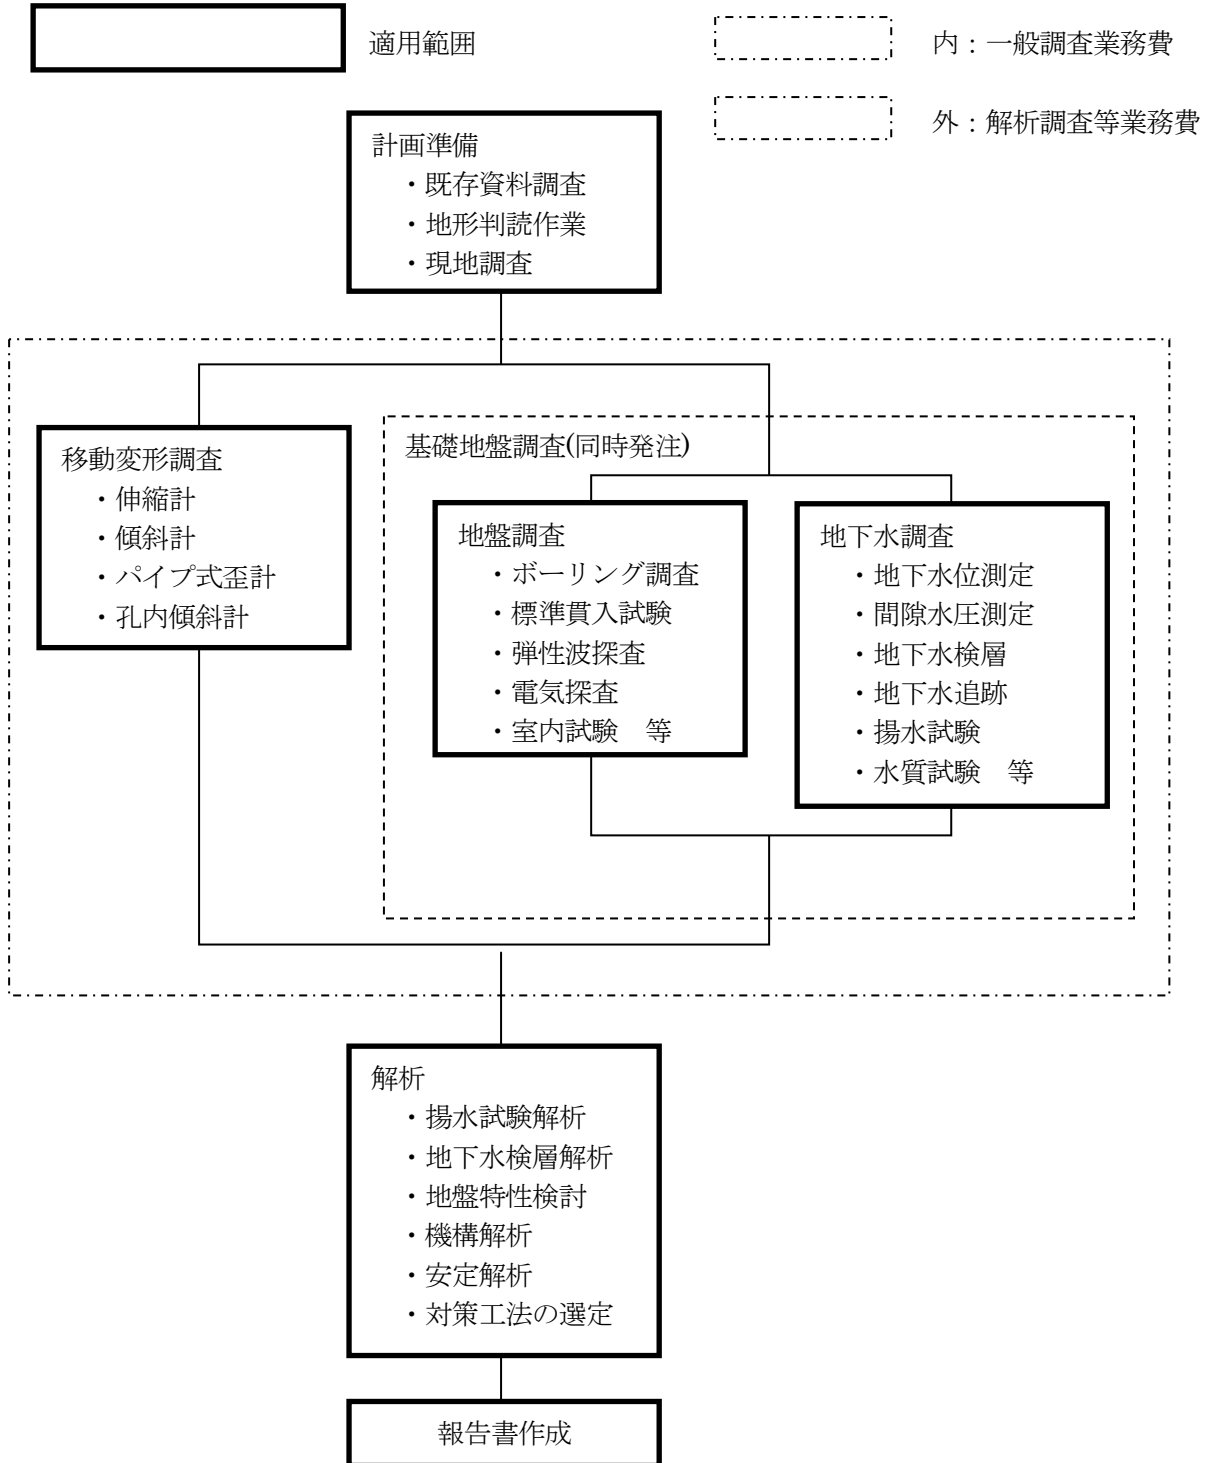 適用範囲
内：一般調査業務費
外：解析調査等業務費
計画準備
・既存資料調査
・地形判読作業
・現地調査
移動変形調査
・伸縮計
・傾斜計
・パイプ式歪計
・孔内傾斜計
基礎地盤調査(同時発注)
地盤調査
・ボーリング調査
・標準貫入試験
・弾性波探査
・電気探査
・室内試験　等
地下水調査
・地下水位測定
・間隙水圧測定
・地下水検層
・地下水追跡
・揚水試験
・水質試験　等
解析
・揚水試験解析
・地下水検層解析
・地盤特性検討
・機構解析
・安定解析
・対策工法の選定
報告書作成